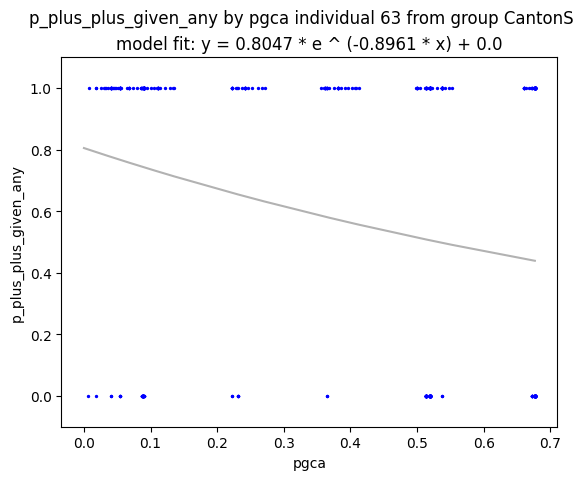 p_plus_plus_given_any by pgca individual 63 from group CantonS
model fit: y = 0.8047 * e ^ (-0.8961 * x) + 0.0
1.0
0.8
0.6
0.4
0.2
0.0
p_plus_plus_given_any
0.0 0.1 0.2 0.3 0.4 0.5 0.6 0.7
pgca